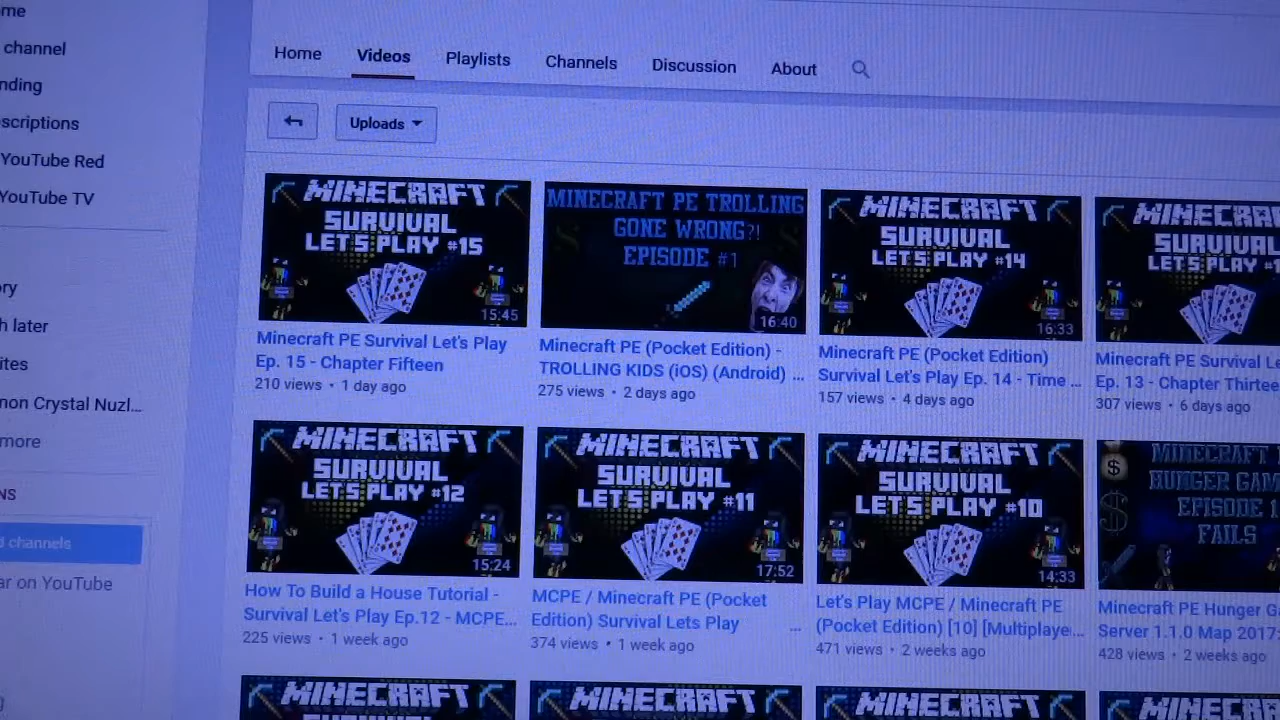 me
channel
nding
scriptions
YouTube Red
YouTube TV
ry
h later
ites
non Crystal Nuzl...
more
NS
d channels
ar on YouTube
Home Videos Playlists Channels Discussion About
Uploads
MINECRAFT
SURVIVAL
LET'S PLAY #15
15:45
Minecraft PE Survival Let's Play
Ep. 15 - Chapter Fifteen
210 views • 1 day ago
MINECRAFT PE TROLLING
GONE WRONG?!
EPISODE #1
16:40
Minecraft PE (Pocket Edition) -
TROLLING KIDS (iOS) (Android) ...
275 views • 2 days ago
MINECRAFT
SURVIVAL
LET'S PLAY #14
16:33
Minecraft PE (Pocket Edition)
Survival Let's Play Ep. 14 - Time ...
157 views • 4 days ago
MINECRA
SURVIVAL
LET'S PLAY #1
Minecraft PE Survival Le
Ep. 13 - Chapter Thirtee
307 views • 6 days ago
MINECRAFT
SURVIVAL
LET'S PLAY #12
15:24
How To Build a House Tutorial -
Survival Let's Play Ep.12 - MCPE...
225 views • 1 week ago
MINECRAFT
SURVIVAL
LET'S PLAY #11
17:52
MCPE / Minecraft PE (Pocket
Edition) Survival Lets Play ...
374 views • 1 week ago
MINECRAFT
SURVIVAL
LET'S PLAY #10
14:33
Let's Play MCPE / Minecraft PE
(Pocket Edition) [10] [Multiplaye...
471 views • 2 weeks ago
MINECRAFT
HUNGER GAM
EPISODE 1
FAILS
Minecraft PE Hunger Ga
Server 1.1.0 Map 2017:
428 views • 2 weeks ago
MINECRAFT
MINECRAFT
MINECRAFT
MINECRA